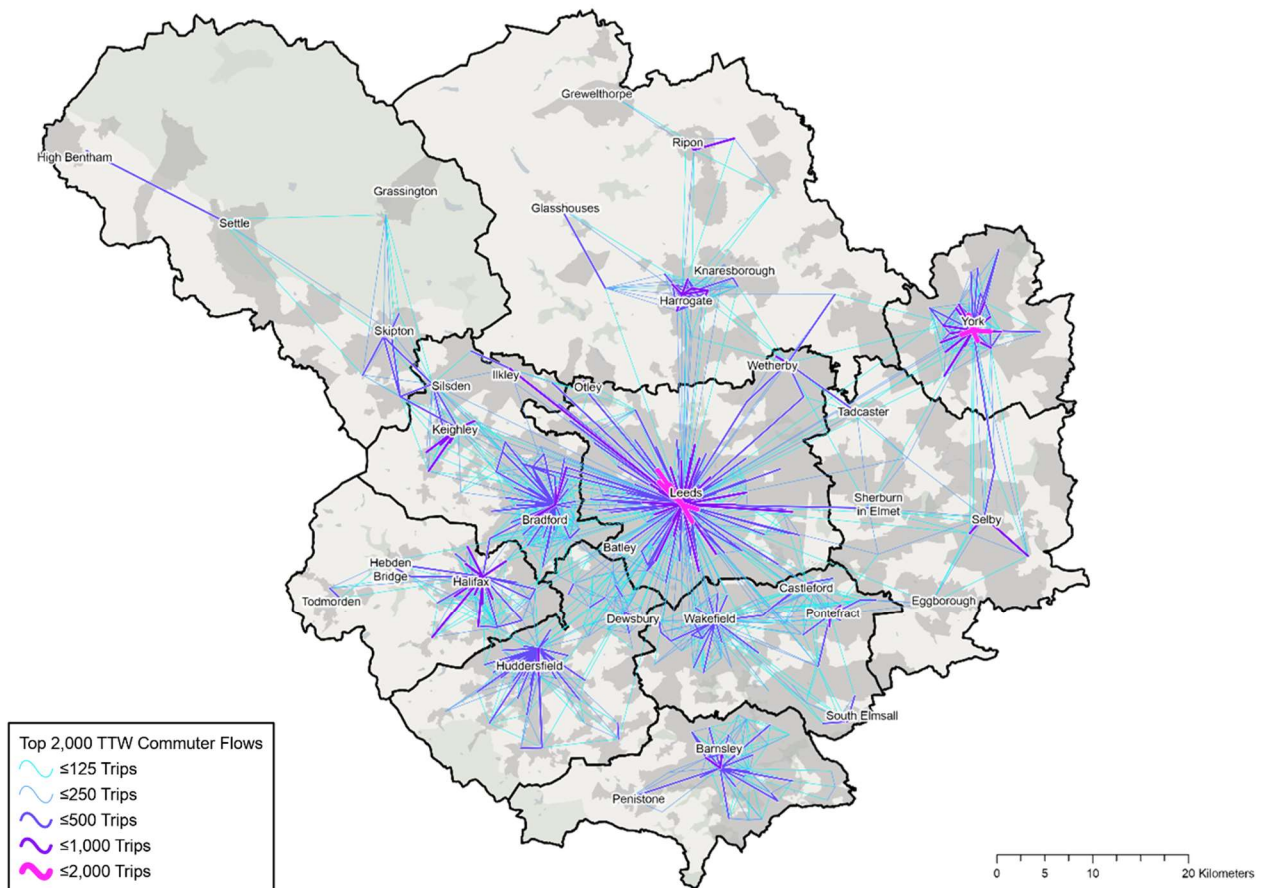 Grewelthorpe
Ripon
High Bentham
Grassington
Glasshouses
Settle
Knaresborough
Harrogate
York
Skipton
Wetherby
Ilkley
Silsden
Otley
Tadcaster
Keighley
Leeds
Sherburn
in Elmet
Bradford
Selby
Batley
Hebden
Bridge
Halifax
Castleford
Todmorden
Eggborough
Pontefract
Dewsbury
Wakefield
Huddersfield
South Elmsall
Barnsley
Penistone
Top 2,000 TTW Commuter Flows
≤125 Trips
≤250 Trips
≤500 Trips
≤1,000 Trips
≤2,000 Trips
0 5 10 20 Kilometers